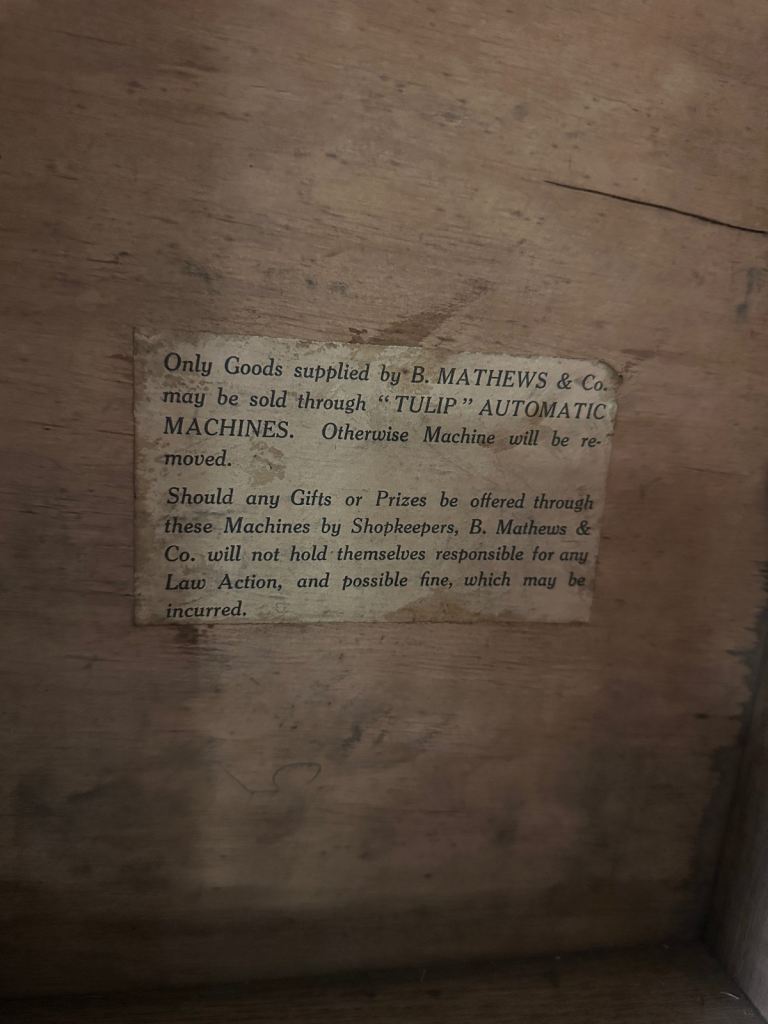 Only Goods supplied by B. MATHEWS & Co.
may be sold through “TULIP” AUTOMATIC
MACHINES. Otherwise Machine will be re-
moved.
Should any Gifts or Prizes be offered through
these Machines by Shopkeepers, B. Mathews &
Co. will not hold themselves responsible for any
Law Action, and possible fine, which may be
incurred.